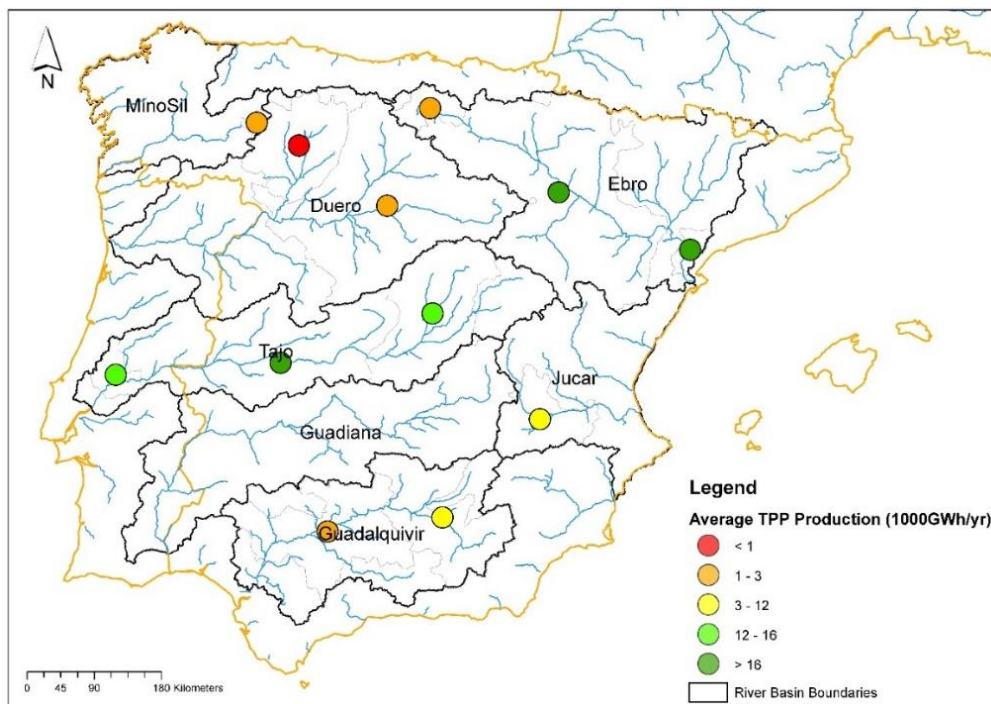 N
MinoSil
Ebro
Duero
Tajo
Jucar
Guadiana
Guadalquivir
Legend
Average TPP Production (1000GWh/yr)
< 1
1 - 3
3 - 12
12 - 16
> 16
River Basin Boundaries
0 45 90 180 Kilometers